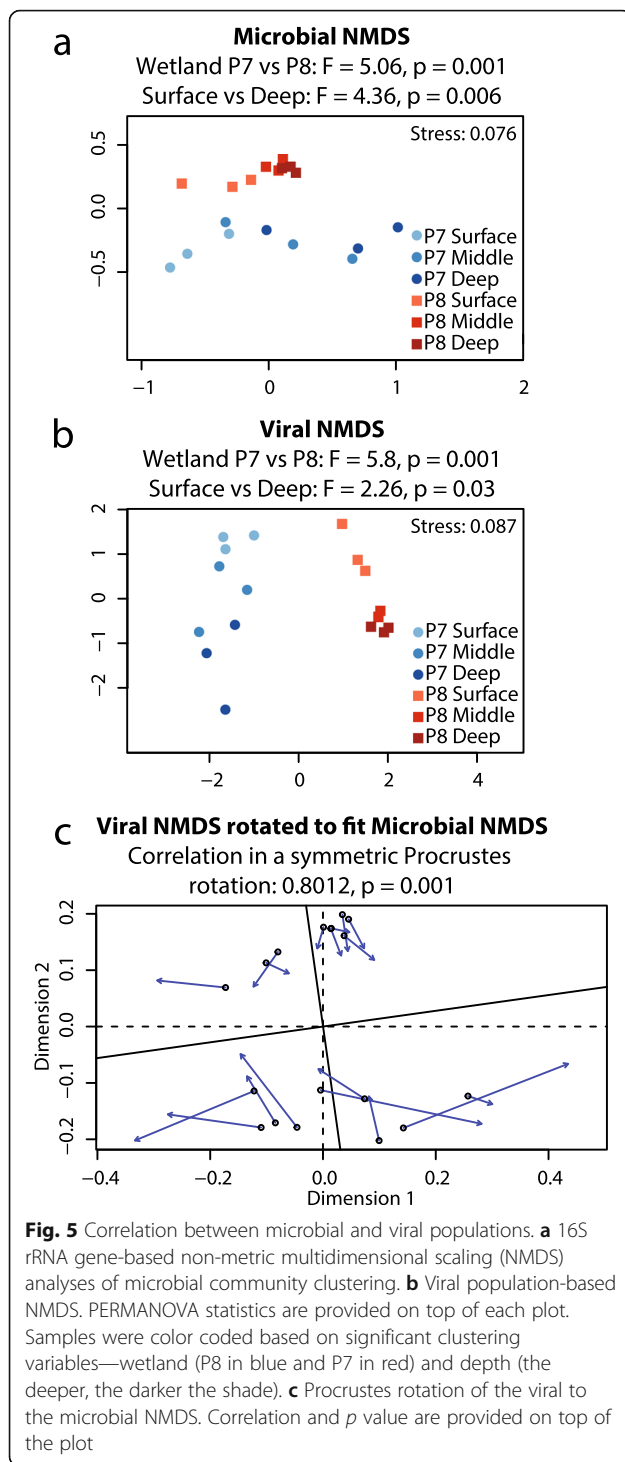 a
Microbial NMDS
Wetland P7 vs P8: F = 5.06, p = 0.001
Surface vs Deep: F = 4.36, p = 0.006
Stress: 0.076
0.5
0.0
−0.5
P7 Surface
P7 Middle
P7 Deep
P8 Surface
P8 Middle
P8 Deep
−1 0 1 2
b
Viral NMDS
Wetland P7 vs P8: F = 5.8, p = 0.001
Surface vs Deep: F = 2.26, p = 0.03
Stress: 0.087
2
1
0
−1
−2
P7 Surface
P7 Middle
P7 Deep
P8 Surface
P8 Middle
P8 Deep
−2 0 2 4
c
Viral NMDS rotated to fit Microbial NMDS
Correlation in a symmetric Procrustes
rotation: 0.8012, p = 0.001
Dimension 2
0.2
0.1
0.0
−0.1
−0.2
−0.4 −0.2 0.0 0.2 0.4
Dimension 1
Fig. 5 Correlation between microbial and viral populations. a 16S
rRNA gene-based non-metric multidimensional scaling (NMDS)
analyses of microbial community clustering. b Viral population-based
NMDS. PERMANOVA statistics are provided on top of each plot.
Samples were color coded based on significant clustering
variables—wetland (P8 in blue and P7 in red) and depth (the
deeper, the darker the shade). c Procrustes rotation of the viral to
the microbial NMDS. Correlation and p value are provided on top of
the plot